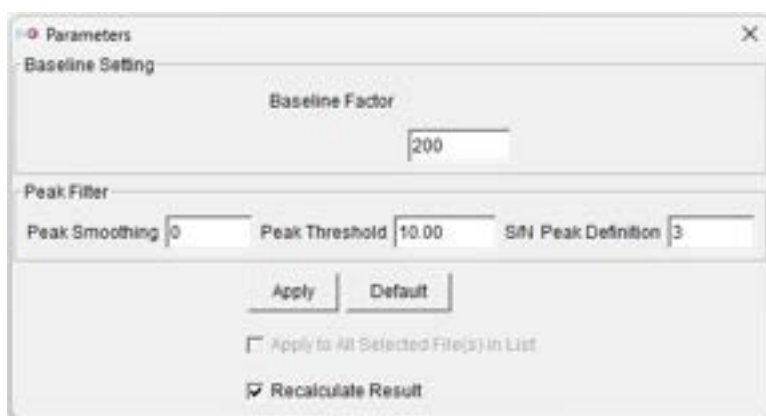 Parameters
Baseline Setting
Baseline Factor
200
Peak Filter
Peak Smoothing 0 Peak Threshold 10.00 S/N Peak Definition 3
Apply Default
Apply to All Selected File(s) in List
Recalculate Result